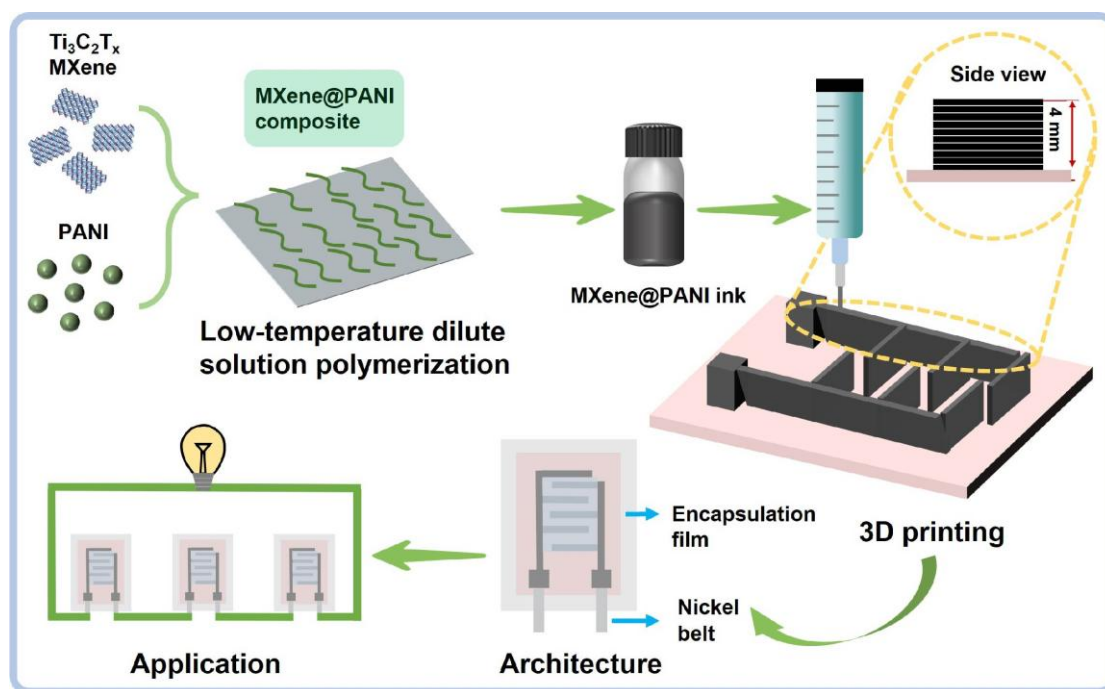 Ti₃C₂Tₓ
MXene
PANI
MXene@PANI
composite
Low-temperature dilute
solution polymerization
MXene@PANI ink
Side view
4 mm
3D printing
Encapsulation
film
Nickel
belt
Architecture
Application